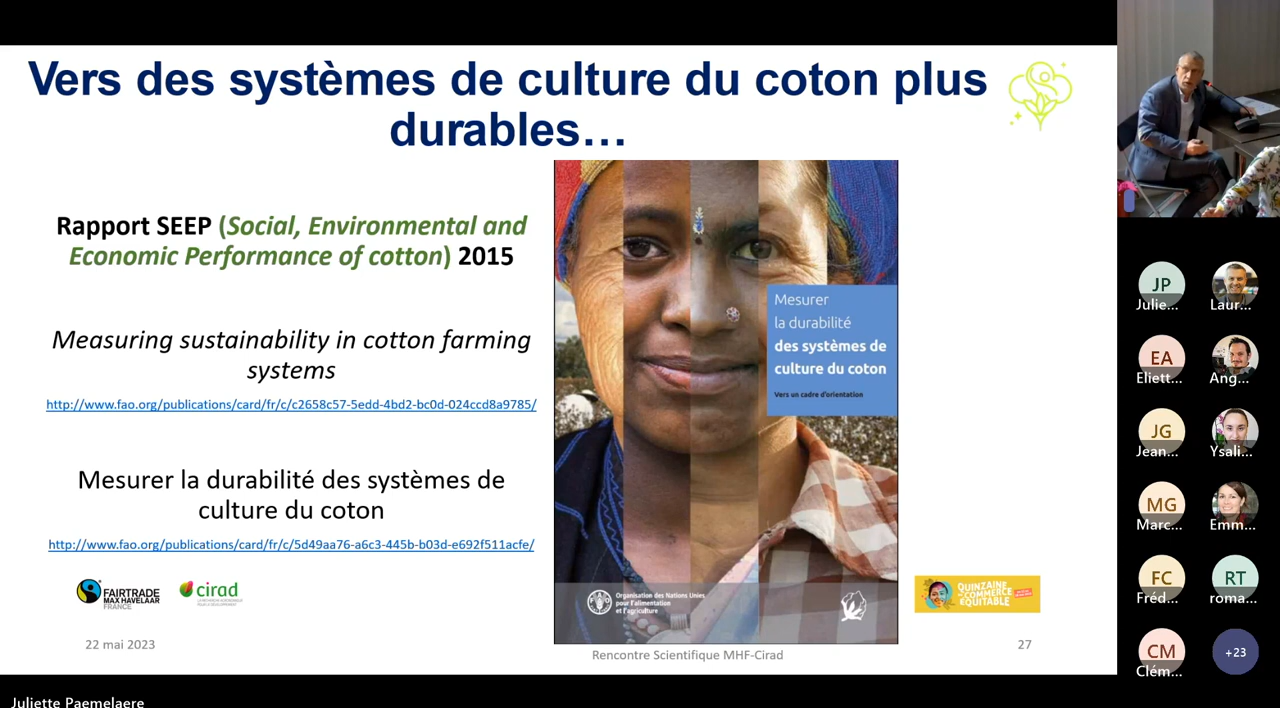 Vers des systèmes de culture du coton plus
durables…
Rapport SEEP (Social, Environmental and
Economic Performance of cotton) 2015
Measuring sustainability in cotton farming
systems
http://www.fao.org/publications/card/fr/c/c2658c57-5edd-4bd2-bc0d-024ccd8a9785/
Mesurer la durabilité des systèmes de
culture du coton
http://www.fao.org/publications/card/fr/c/5d49aa76-a6c3-445b-b03d-e692f511acfe/
Mesurer
la durabilité
des systèmes de
culture du coton
Vers un cadre d'orientation
Organisation des Nations Unies
pour l'alimentation
et l'agriculture
FAIRTRADE
MAX HAVELAAR
FRANCE
cirad
QUINZAINE
COMMERCE
EQUITABLE
22 mai 2023
Rencontre Scientifique MHF-Cirad
27
JP
Julie...
Laur...
EA
Eliett...
Ang...
JG
Jean...
Ysali...
MG
Marc...
Emm...
FC
Fréd...
RT
roma...
CM
Clém...
+23
Juliette Paemelaere